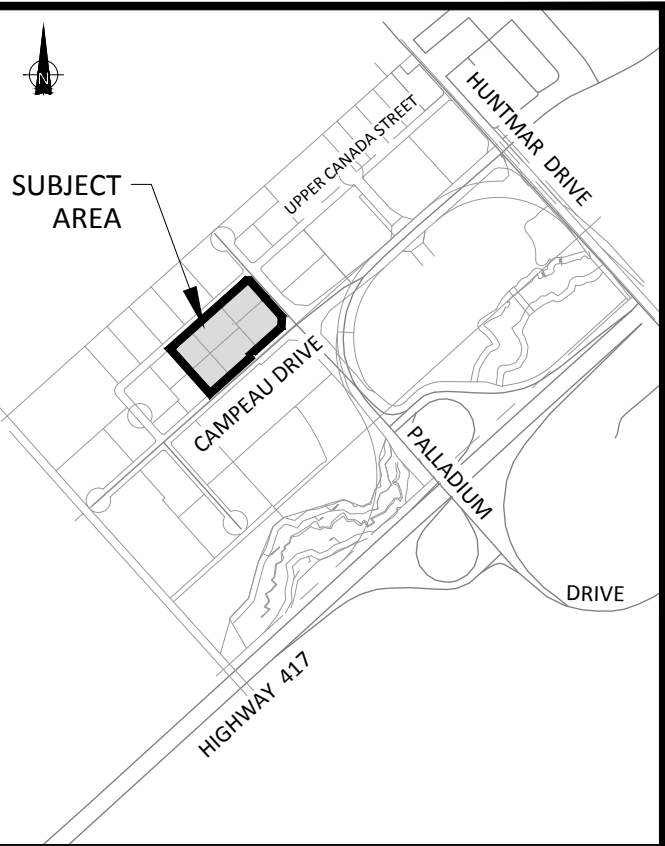 N
HUNTMAR DRIVE
UPPER CANADA STREET
SUBJECT
AREA
CAMPEAU DRIVE
PALLADIUM
DRIVE
HIGHWAY 417